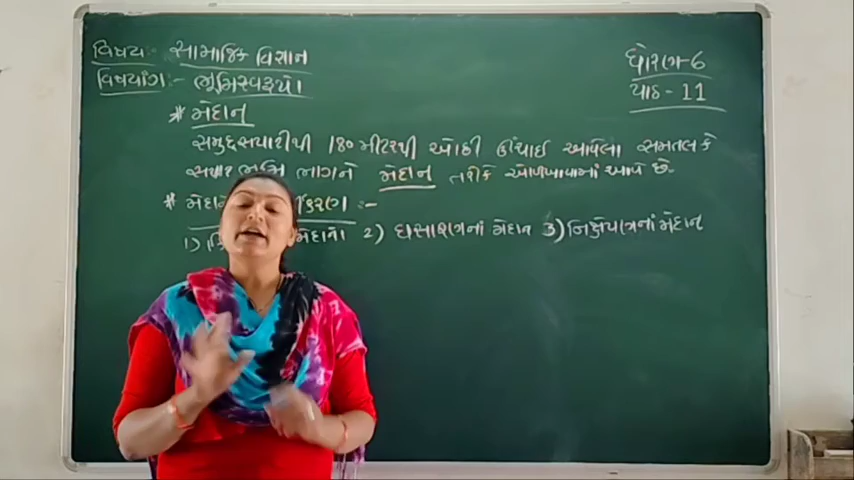 વિષય:- સામાજિક વિજ્ઞાન
ધોરણ-6
વિષયાંગ:- ભૂમિસ્વરૂપો
પાઠ - 11
* મેદાન
સમુદ્રસપાટીથી 180 મીટરથી ઓછી ઊંચાઈ આવેલા સમતલ કે
સપાટ ભૂમિ ભાગને મેદાન તરીકે ઓળખવામાં આવે છે.
*
1) મેદાનો 2) ઘસારણનાં મેદાન 3) નિક્ષેપણનાં મેદાન